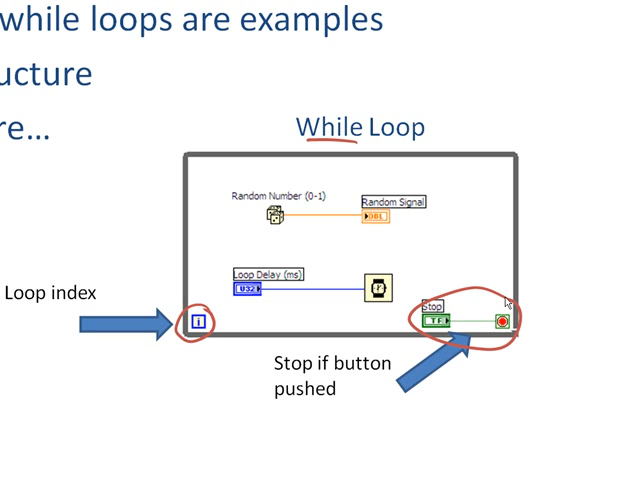 while loops are examples
ucture
re...
While Loop
Random Number (0-1)
Random Signal
DBL
Loop Delay (ms)
U32
Loop index
i
Stop
TF
Stop if button
pushed